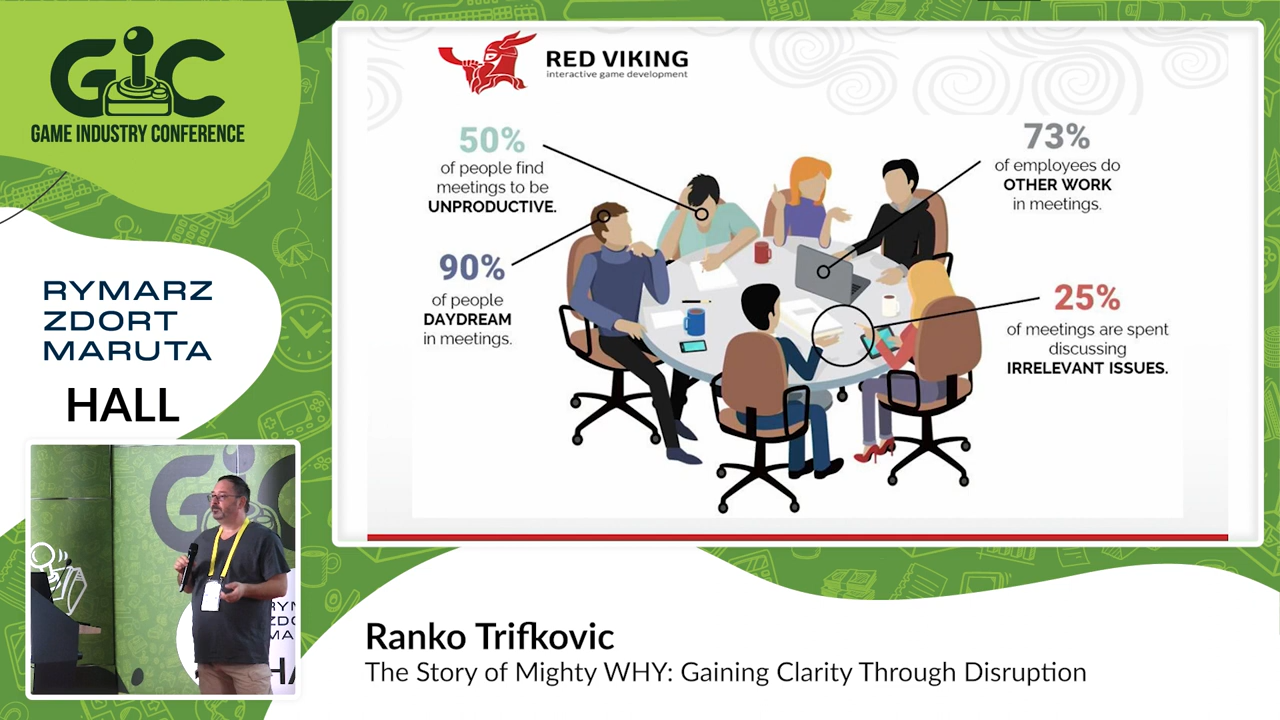 GIC
GAME INDUSTRY CONFERENCE
RYMARZ
ZDORT
MARUTA
HALL
RED VIKING
interactive game development
50%
of people find
meetings to be
UNPRODUCTIVE.
90%
of people
DAYDREAM
in meetings.
73%
of employees do
OTHER WORK
in meetings.
25%
of meetings are spent
discussing
IRRELEVANT ISSUES.
Ranko Trifkovic
The Story of Mighty WHY: Gaining Clarity Through Disruption